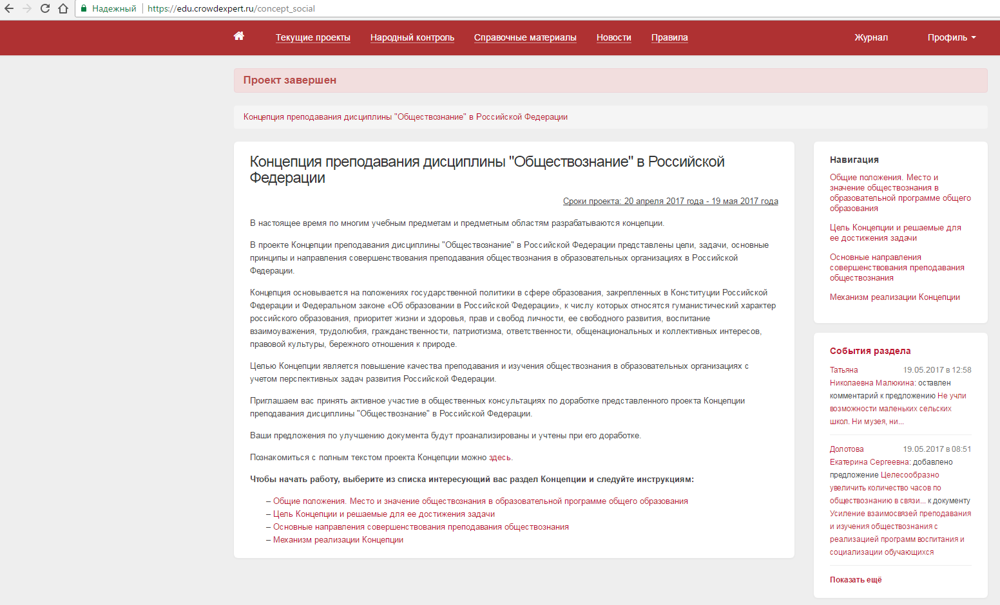 Надежный https://edu.crowdexpert.ru/concept_social
Текущие проекты Народный контроль Справочные материалы Новости Правила Журнал Профиль
Проект завершен
Концепция преподавания дисциплины "Обществознание" в Российской Федерации
Концепция преподавания дисциплины "Обществознание" в Российской
Федерации
Сроки проекта: 20 апреля 2017 года - 19 мая 2017 года
В настоящее время по многим учебным предметам и предметным областям разрабатываются концепции.
В проекте Концепции преподавания дисциплины "Обществознание" в Российской Федерации представлены цели, задачи, основные
принципы и направления совершенствования преподавания обществознания в образовательных организациях в Российской
Федерации.
Концепция основывается на положениях государственной политики в сфере образования, закрепленных в Конституции Российской
Федерации и Федеральном законе «Об образовании в Российской Федерации», к числу которых относятся гуманистический характер
российского образования, приоритет жизни и здоровья, прав и свобод личности, ее свободного развития, воспитание
взаимоуважения, трудолюбия, гражданственности, патриотизма, ответственности, общенациональных и коллективных интересов,
правовой культуры, бережного отношения к природе.
Целью Концепции является повышение качества преподавания и изучения обществознания в образовательных организациях с
учетом перспективных задач развития Российской Федерации.
Приглашаем вас принять активное участие в общественных консультациях по доработке представленного проекта Концепции
преподавания дисциплины "Обществознание" в Российской Федерации.
Ваши предложения по улучшению документа будут проанализированы и учтены при его доработке.
Познакомиться с полным текстом проекта Концепции можно здесь.
Чтобы начать работу, выберите из списка интересующий вас раздел Концепции и следуйте инструкциям:
– Общие положения. Место и значение обществознания в образовательной программе общего образования
– Цель Концепции и решаемые для ее достижения задачи
– Основные направления совершенствования преподавания обществознания
– Механизм реализации Концепции
Навигация
Общие положения. Место и
значение обществознания в
образовательной программе общего
образования
Цель Концепции и решаемые для
ее достижения задачи
Основные направления
совершенствования преподавания
обществознания
Механизм реализации Концепции
События раздела
Татьяна 19.05.2017 в 12:58
Николаевна Малюкина: оставлен
комментарий к предложению Не учли
возможности маленьких сельских
школ. Ни музея, ни...
Долотова 19.05.2017 в 08:51
Екатерина Сергеевна: добавлено
предложение Целесообразно
увеличить количество часов по
обществознанию в связи... к документу
Усиление взаимосвязей преподавания
и изучения обществознания с
реализацией программ воспитания и
социализации обучающихся
Показать ещё